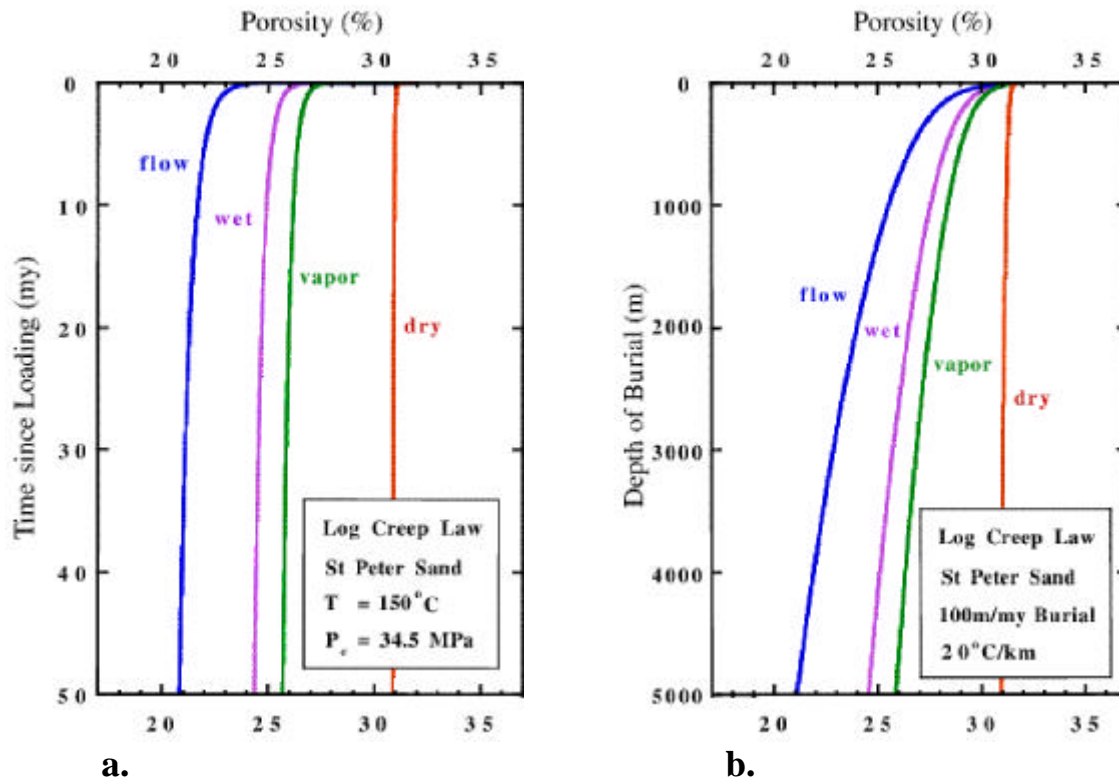 Porosity (%)
20 25 30 35
0
10
20
30
40
50
Time since Loading (my)
flow
wet
vapor
dry
Log Creep Law
St Peter Sand
T = 150°C
Pe = 34.5 MPa
20 25 30 35
a.
Porosity (%)
20 25 30 35
0
1000
2000
3000
4000
5000
Depth of Burial (m)
flow
wet
vapor
dry
Log Creep Law
St Peter Sand
100m/my Burial
20°C/km
20 25 30 35
b.